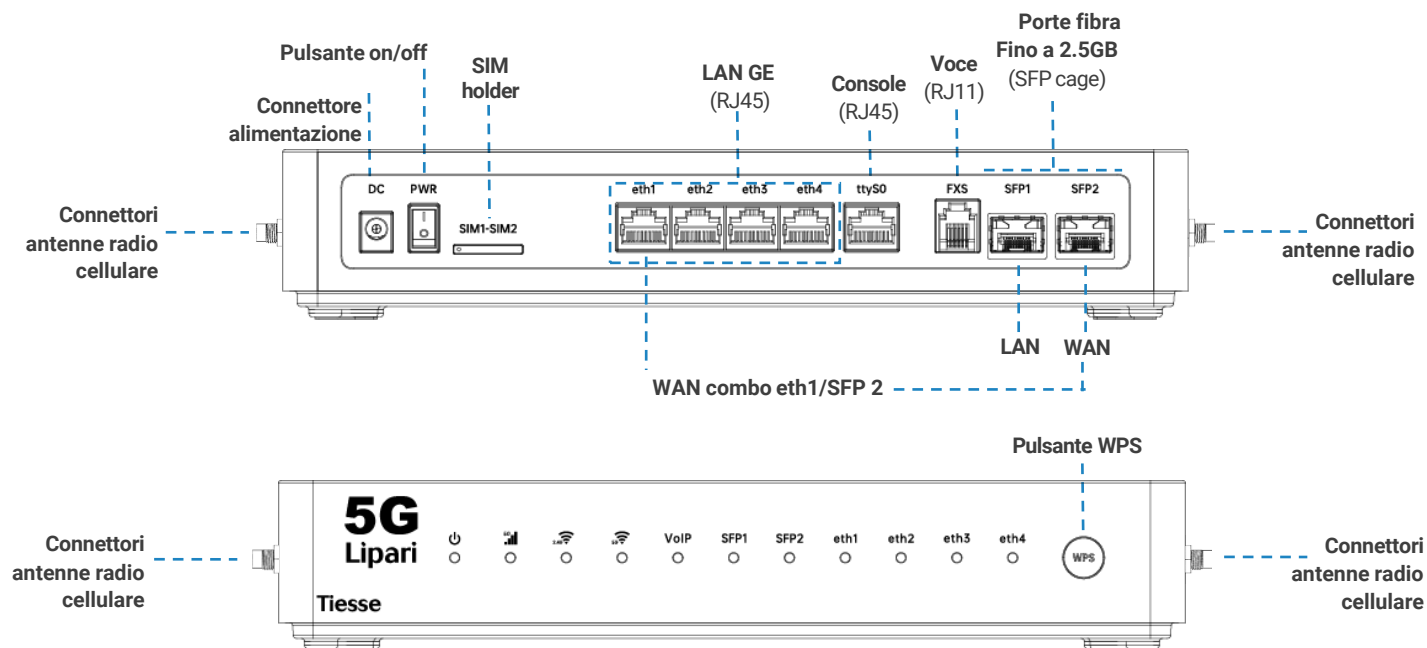 Porte fibra
Fino a 2.5GB
(SFP cage)
Pulsante on/off
SIM
holder
LAN GE
(RJ45)
Console
(RJ45)
Voce
(RJ11)
Connettore
alimentazione
DC
PWR
SIM1-SIM2
eth1
eth2
eth3
eth4
ttyS0
FXS
SFP1
SFP2
Connettori
antenne radio
cellulare
Connettori
antenne radio
cellulare
LAN
WAN
WAN combo eth1/SFP 2
Pulsante WPS
5G
Lipari
VoIP
SFP1
SFP2
eth1
eth2
eth3
eth4
WPS
Tiesse
Connettori
antenne radio
cellulare
Connettori
antenne radio
cellulare